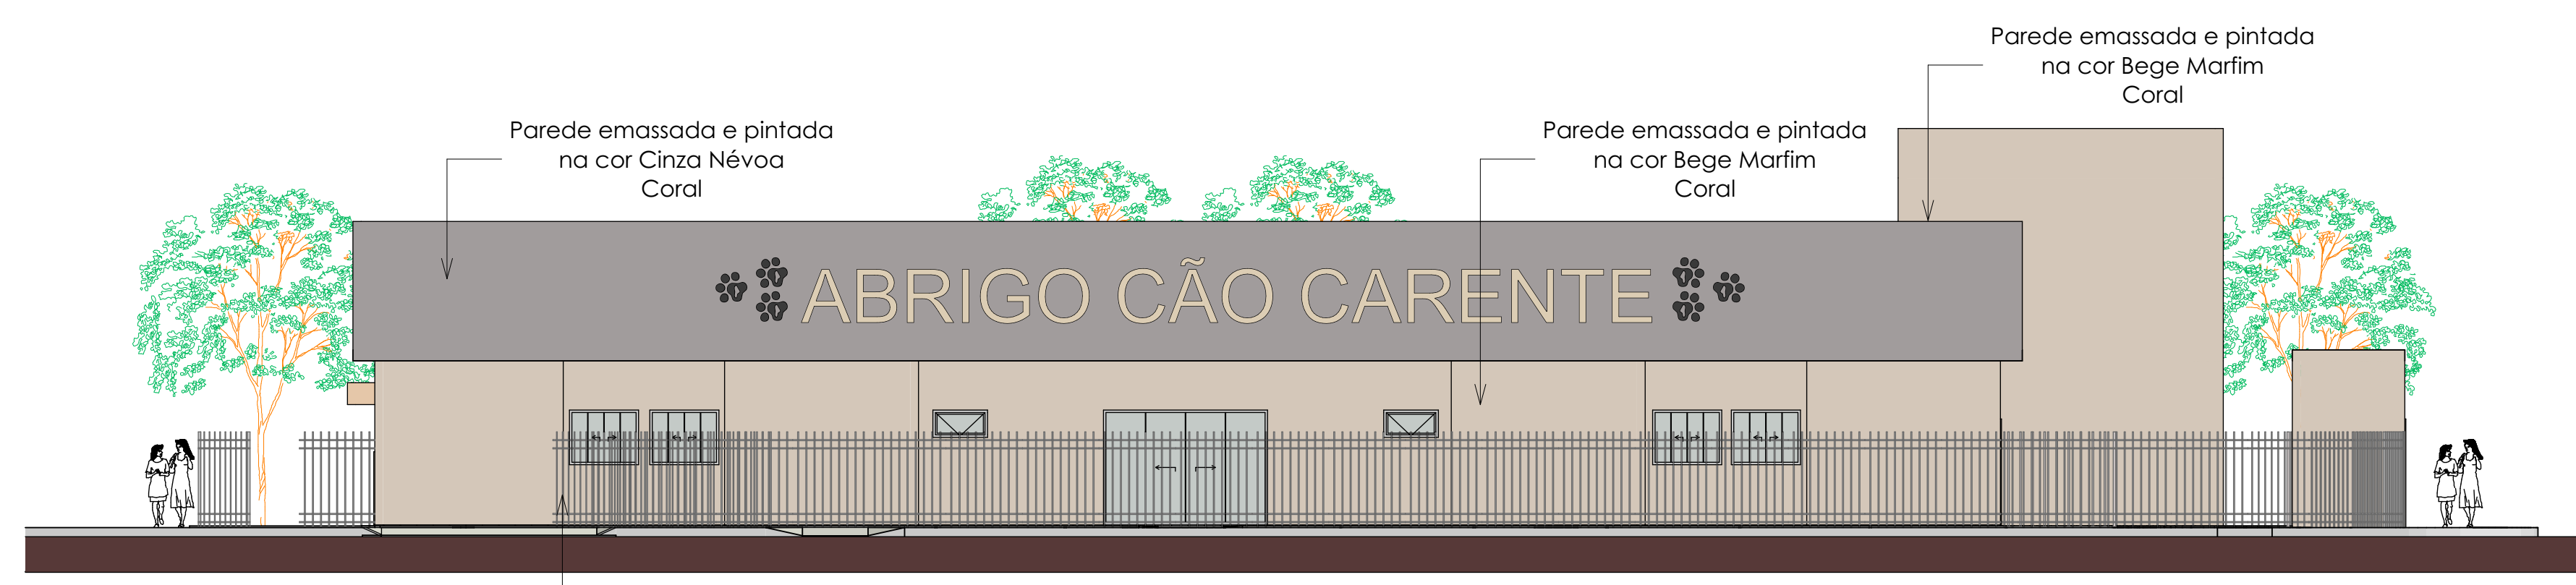 Parede emassada e pintada
na cor Bege Marfim
Coral
Parede emassada e pintada
na cor Cinza Névoa
Coral
Parede emassada e pintada
na cor Bege Marfim
Coral
ABRIGO CÃO CARENTE